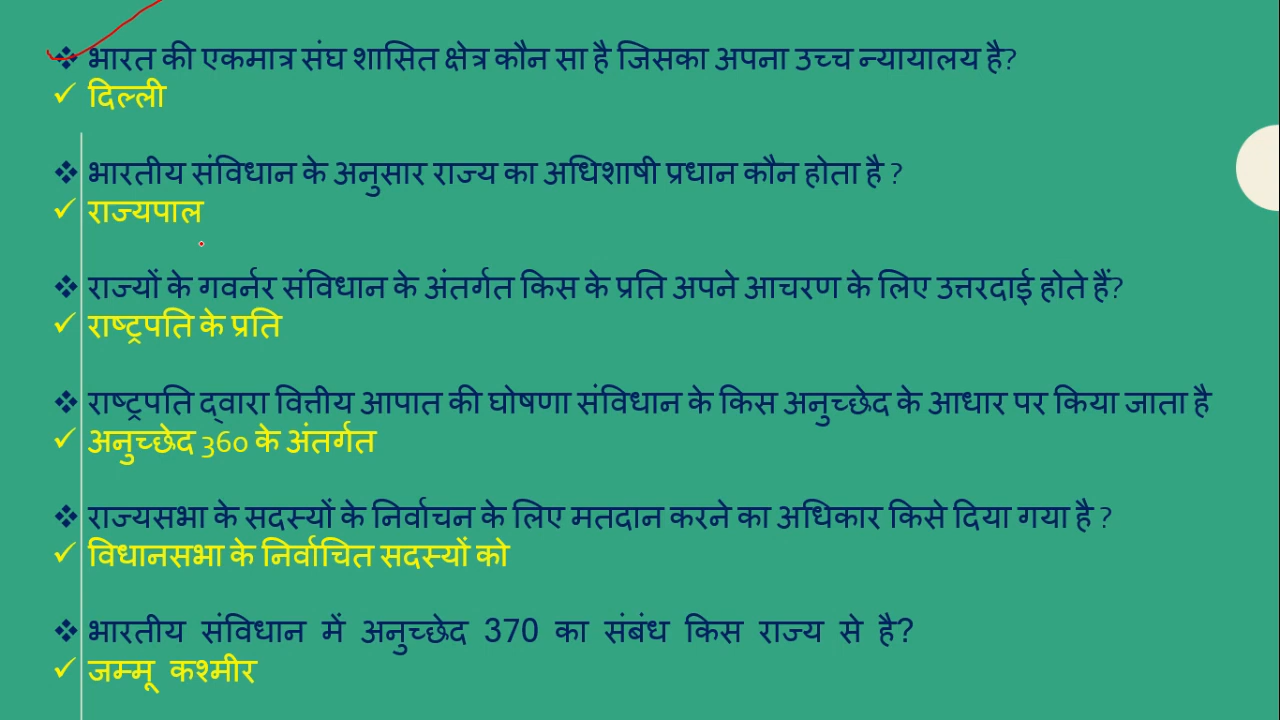 ❖ भारत की एकमात्र संघ शासित क्षेत्र कौन सा है जिसका अपना उच्च न्यायालय है?
✓ दिल्ली
❖ भारतीय संविधान के अनुसार राज्य का अधिशाषी प्रधान कौन होता है ?
✓ राज्यपाल
❖ राज्यों के गवर्नर संविधान के अंतर्गत किस के प्रति अपने आचरण के लिए उत्तरदाई होते हैं?
✓ राष्ट्रपति के प्रति
❖ राष्ट्रपति द्वारा वित्तीय आपात की घोषणा संविधान के किस अनुच्छेद के आधार पर किया जाता है
✓ अनुच्छेद 360 के अंतर्गत
❖ राज्यसभा के सदस्यों के निर्वाचन के लिए मतदान करने का अधिकार किसे दिया गया है ?
✓ विधानसभा के निर्वाचित सदस्यों को
❖ भारतीय संविधान में अनुच्छेद 370 का संबंध किस राज्य से है?
✓ जम्मू कश्मीर